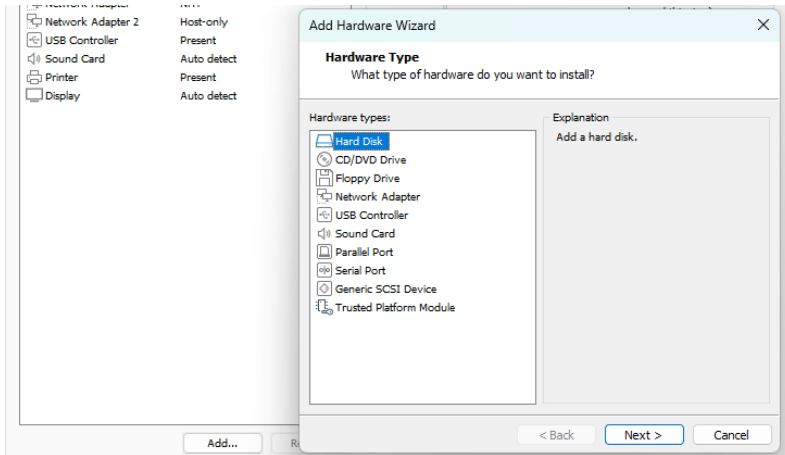 Network Adapter NAT
Network Adapter 2 Host-only
USB Controller Present
Sound Card Auto detect
Printer Present
Display Auto detect
Add...
Add Hardware Wizard
Hardware Type
What type of hardware do you want to install?
Hardware types:
Hard Disk
CD/DVD Drive
Floppy Drive
Network Adapter
USB Controller
Sound Card
Parallel Port
Serial Port
Generic SCSI Device
Trusted Platform Module
Explanation
Add a hard disk.
< Back Next > Cancel